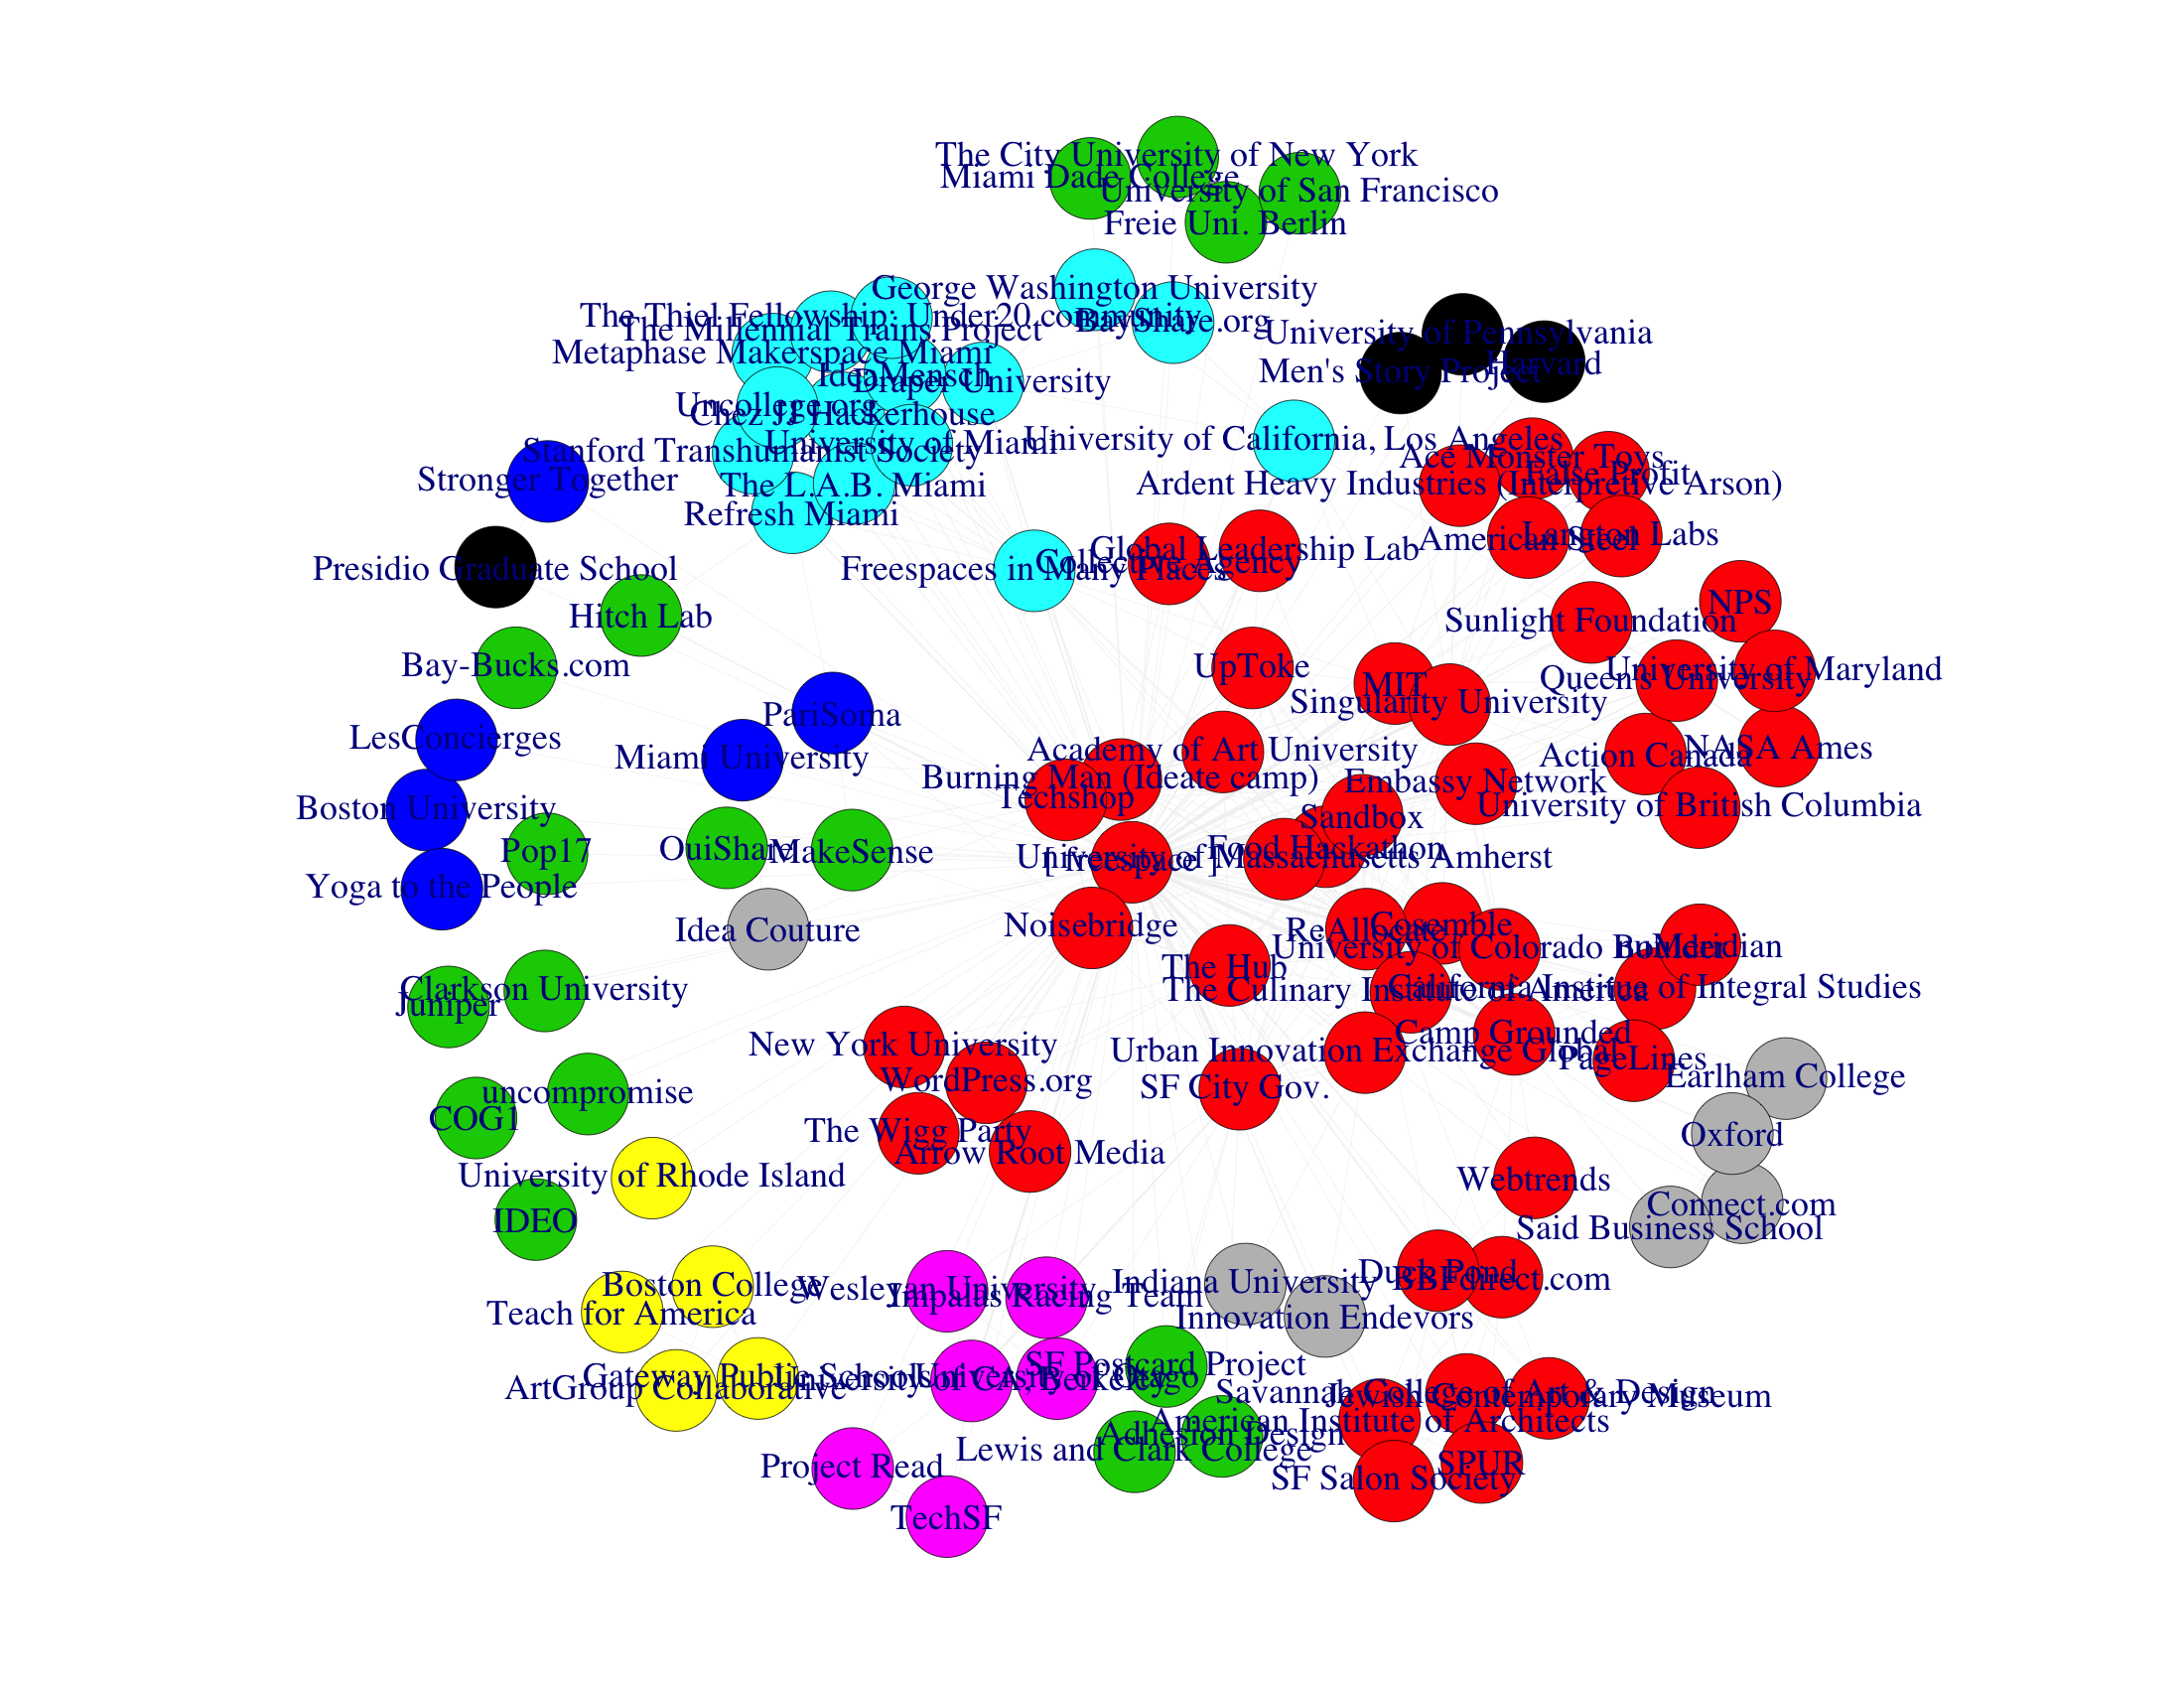 The City University of New York
Miami Dade College
University of San Francisco
Freie Uni. Berlin
George Washington University
The Thiel Fellowship: Under20 community
BayShare.org
The Millennial Trains Project
University of Pennsylvania
Metaphase Makerspace Miami
Harvard
Men's Story Project
IdeaMensch
Draper University
Uncollege.org
Chez JJ Hackerhouse
University of California, Los Angeles
University of Miami
Stanford Transhumanist Society
Ace Monster Toys
False Profit
Stronger Together
The L.A.B. Miami
Ardent Heavy Industries (Interpretive Arson)
Refresh Miami
Langton Labs
American Steel
Global Leadership Lab
Collective Agency
Freespaces in Many Places
Presidio Graduate School
NPS
Hitch Lab
Sunlight Foundation
Bay-Bucks.com
UpToke
University of Maryland
Queen's University
MIT
Singularity University
PariSoma
LesConcierges
Academy of Art University
NASA Ames
Miami University
Action Canada
Burning Man (Ideate camp)
Embassy Network
Techshop
Boston University
University of British Columbia
Sandbox
Pop17
OuiShare
MakeSense
Food Hackathon
University of Massachusetts Amherst
[ freespace ]
Yoga to the People
Noisebridge
Idea Couture
ReAllocate
Cosemble
University of Colorado Boulder
nuMeridian
The Hub
Clarkson University
The Culinary Institute of America
California Institue of Integral Studies
Juniper
Camp Grounded
New York University
Urban Innovation Exchange Global
PageLines
Earlham College
WordPress.org
SF City Gov.
uncompromise
COG1
The Wigg Party
Oxford
Arrow Root Media
University of Rhode Island
Webtrends
Connect.com
IDEO
Said Business School
Boston College
Wesleyan University
Impalas Racing Team
Indiana University
Duck Pond
BBFdirect.com
Teach for America
Innovation Endevors
SF Postcard Project
Gateway Public Schools
University of CA, Berkeley
University of Otago
ArtGroup Collaborative
Savannah College of Art & Design
Jewish Contemporary Museum
American Institute of Architects
Adhesion Design
Lewis and Clark College
Project Read
SPUR
SF Salon Society
TechSF